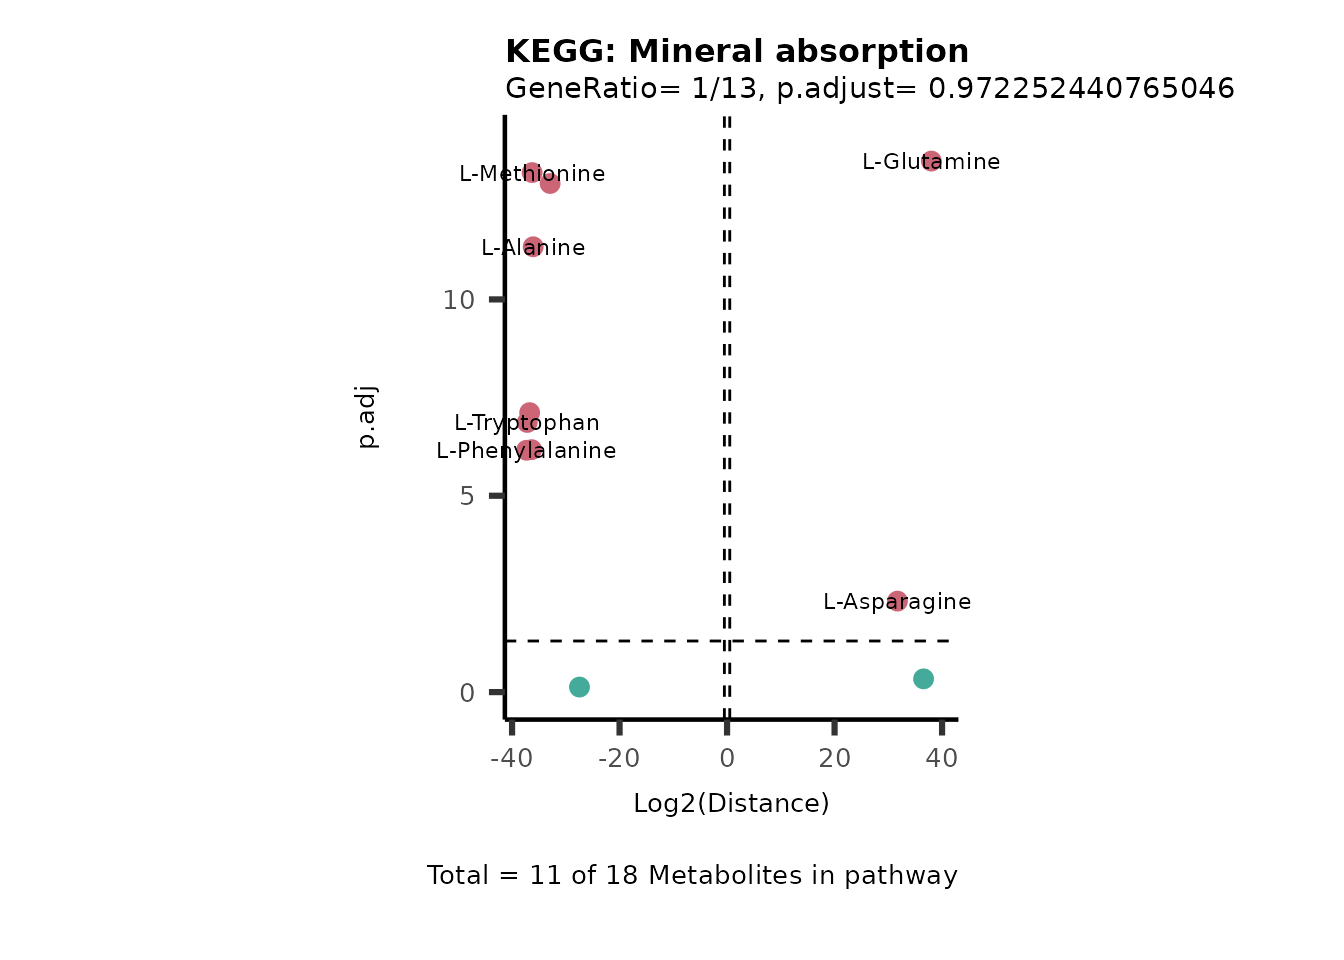 KEGG: Mineral absorption
GeneRatio= 1/13, p.adjust= 0.972252440765046
L-Methionine
L-Glutamine
L-Alanine
10
p.adj
L-Tryptophan
L-Phenylalanine
5
L-Asparagine
0
-40 -20 0 20 40
Log2(Distance)
Total = 11 of 18 Metabolites in pathway